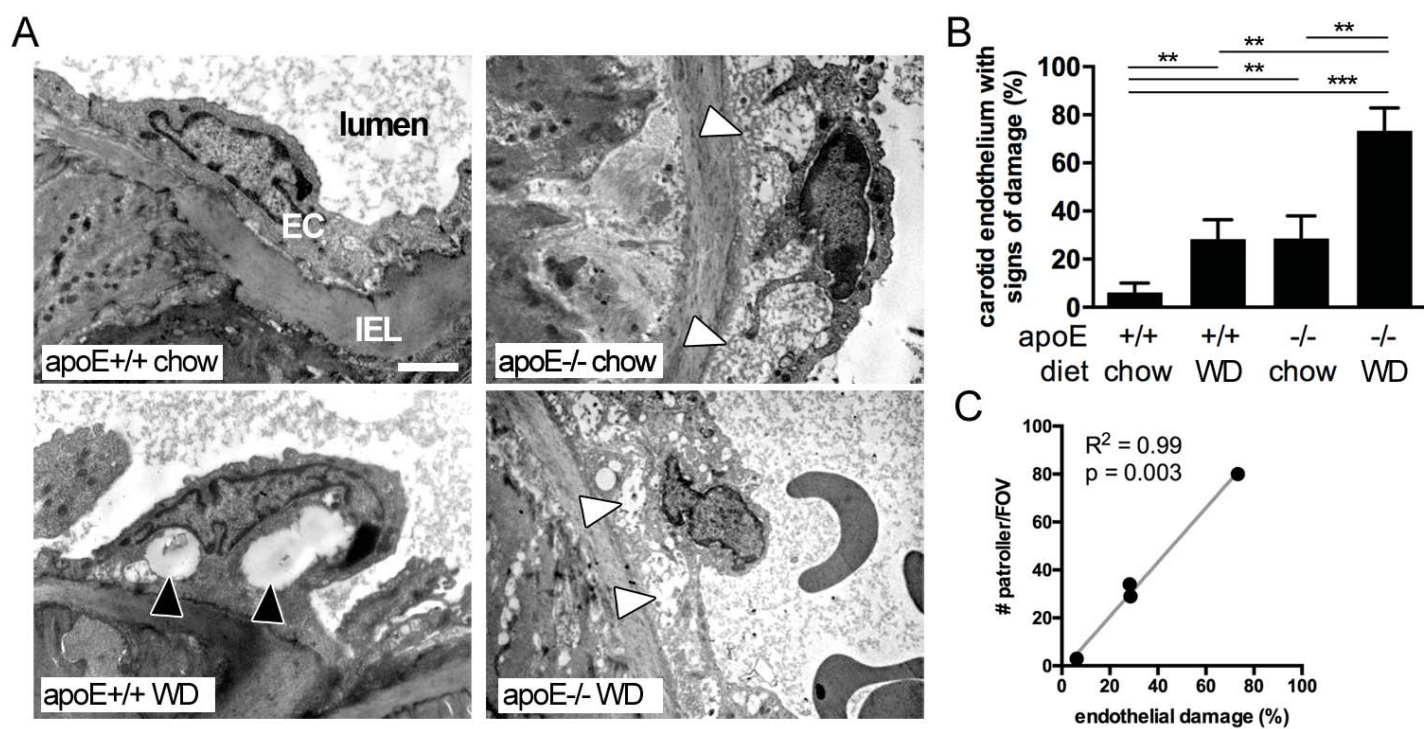 A
lumen
EC
IEL
apoE+/+ chow
apoE-/- chow
apoE+/+ WD
apoE-/- WD
B
carotid endothelium with
signs of damage (%)
100
80
60
40
20
0
** ** ** ** ***
apoE +/+ +/+ -/- -/-
diet chow WD chow WD
C
# patroller/FOV
100
80
60
40
20
0
R² = 0.99
p = 0.003
0 20 40 60 80 100
endothelial damage (%)